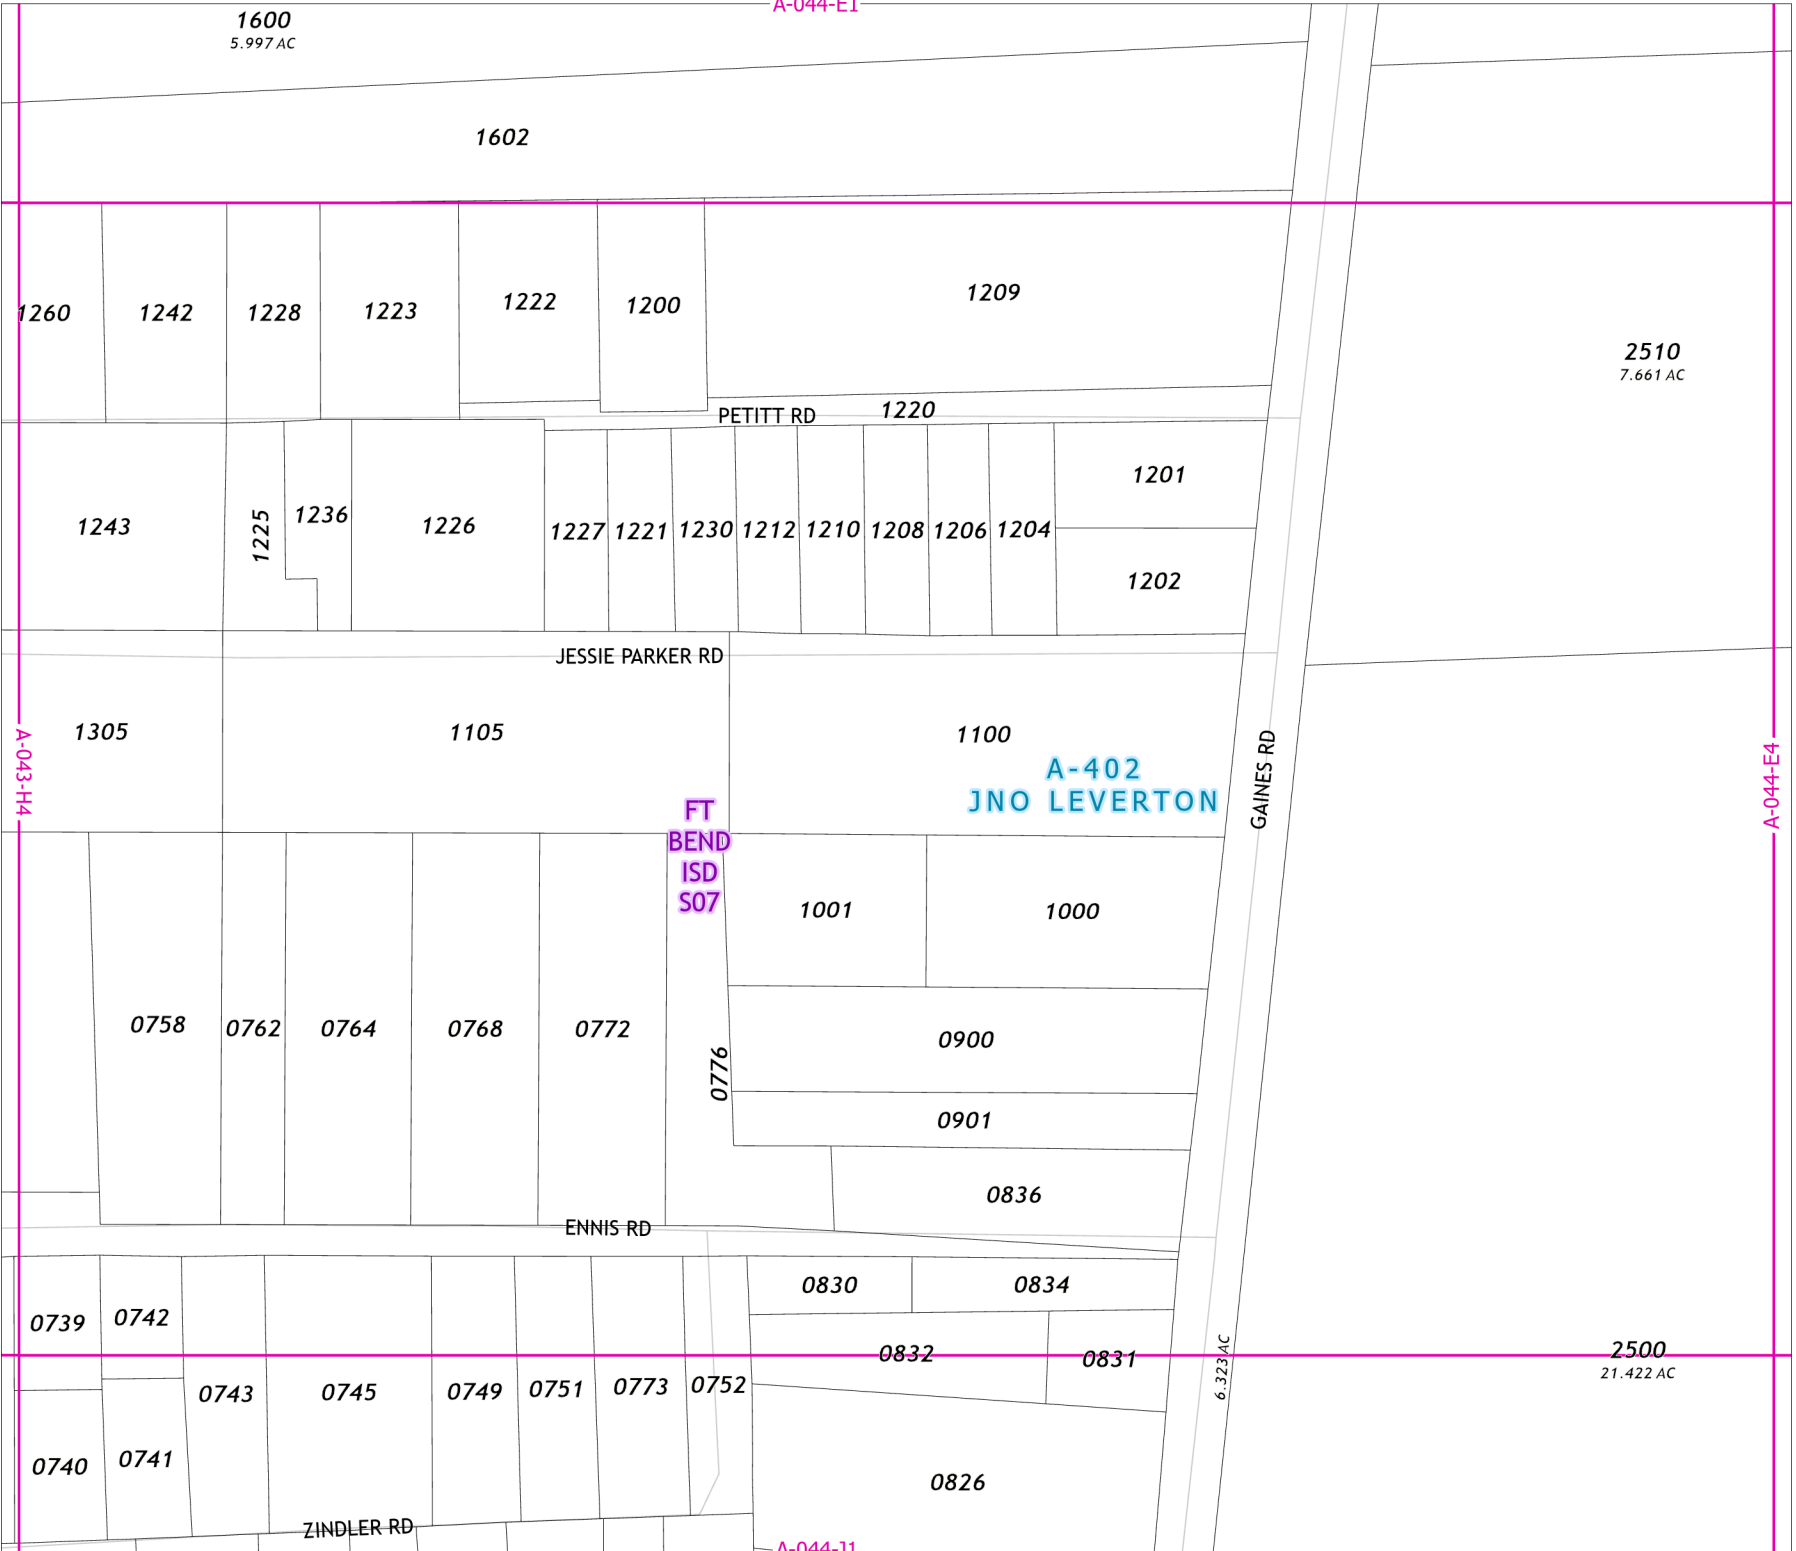 A-044-E1
1600
5.997 AC
1602
1260
1242
1228
1223
1222
1200
1209
2510
7.661 AC
PETITT RD
1220
1243
1225
1236
1226
1227
1221
1230
1212
1210
1208
1206
1204
1201
1202
JESSIE PARKER RD
1305
1105
1100
A-043-H4
A-402
JNO LEVERTON
GAINES RD
A-044-E4
FT
BEND
ISD
S07
1001
1000
0758
0762
0764
0768
0772
0776
0900
0901
0836
ENNIS RD
0830
0834
0739
0742
0832
0831
6.323 AC
2500
21.422 AC
0743
0745
0749
0751
0773
0752
0740
0741
0826
ZINDLER RD
A-044-J1